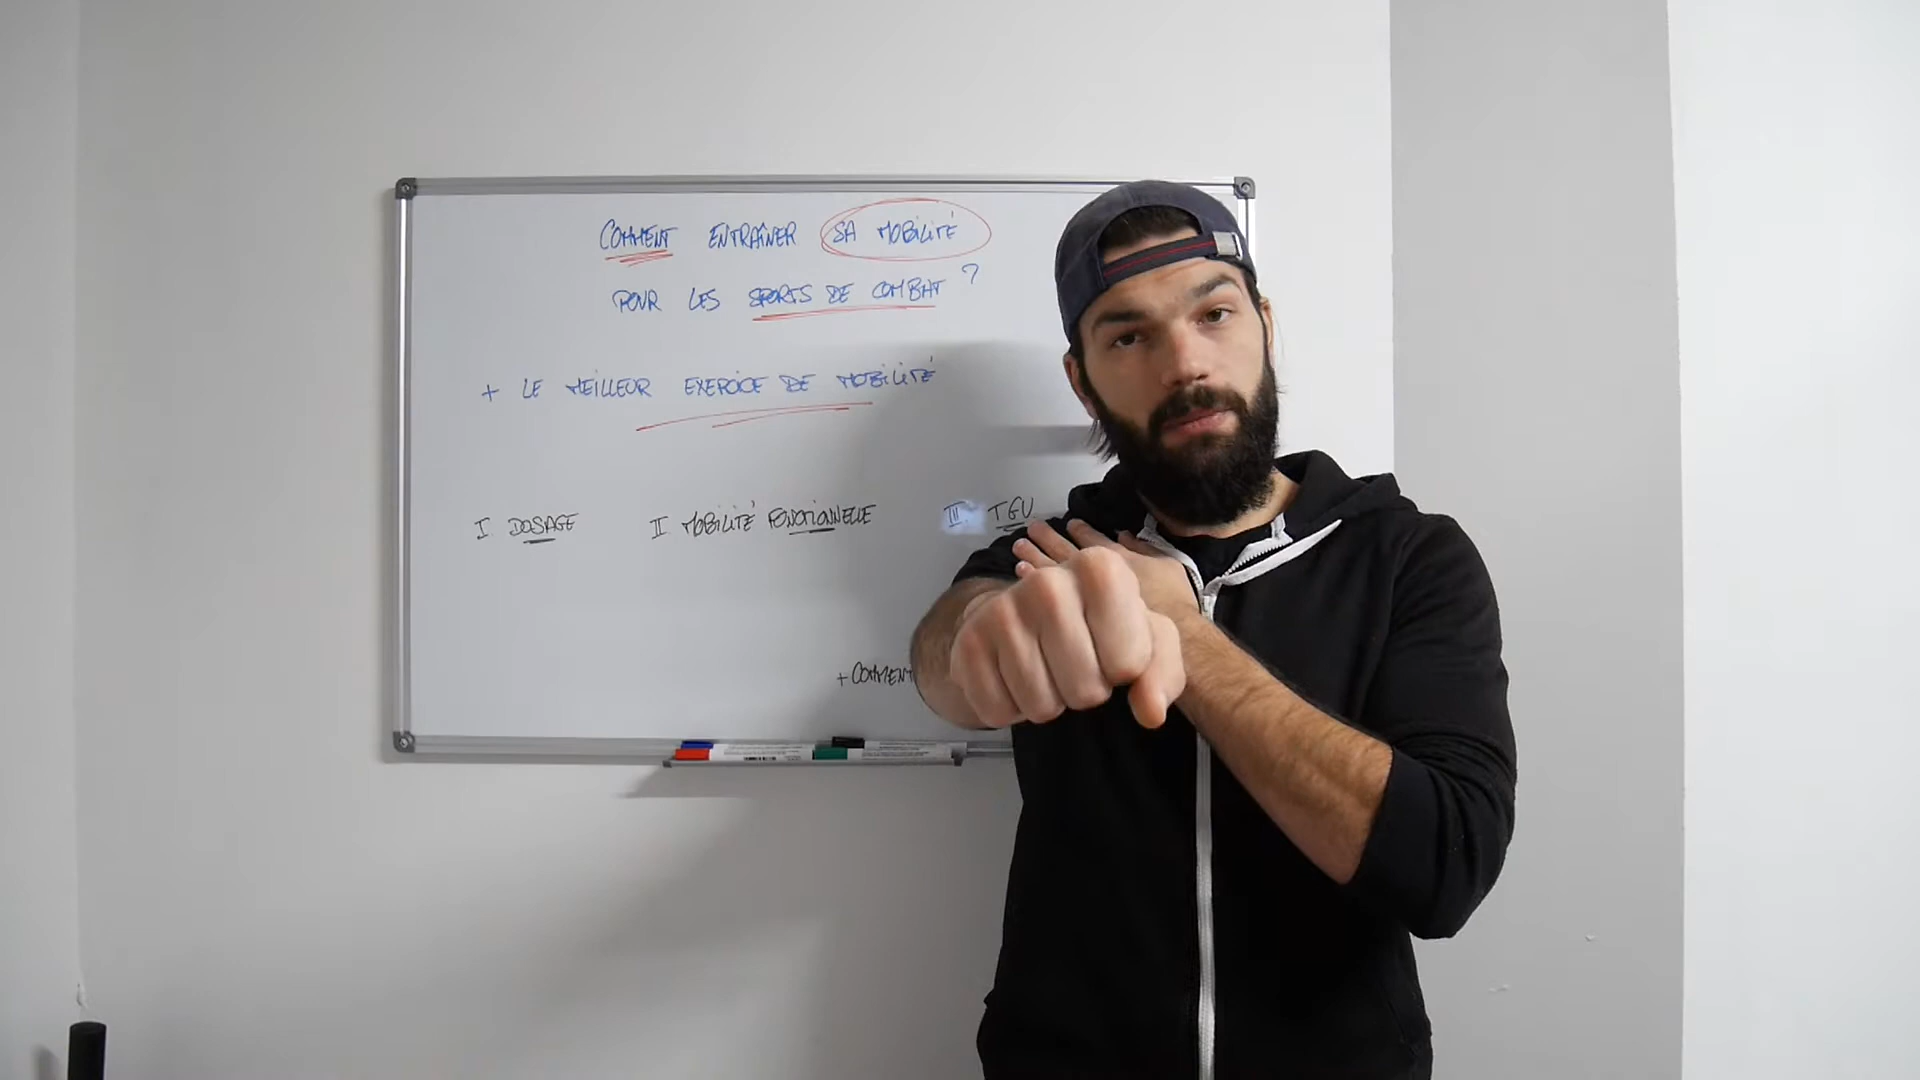 COMMENT ENTRAÎNER SA MOBILITÉ
POUR LES SPORTS DE COMBAT ?
+ LE MEILLEUR EXERCICE DE MOBILITÉ
I DOSAGE II MOBILITÉ FONCTIONNELLE III TGU
+ COMMENT